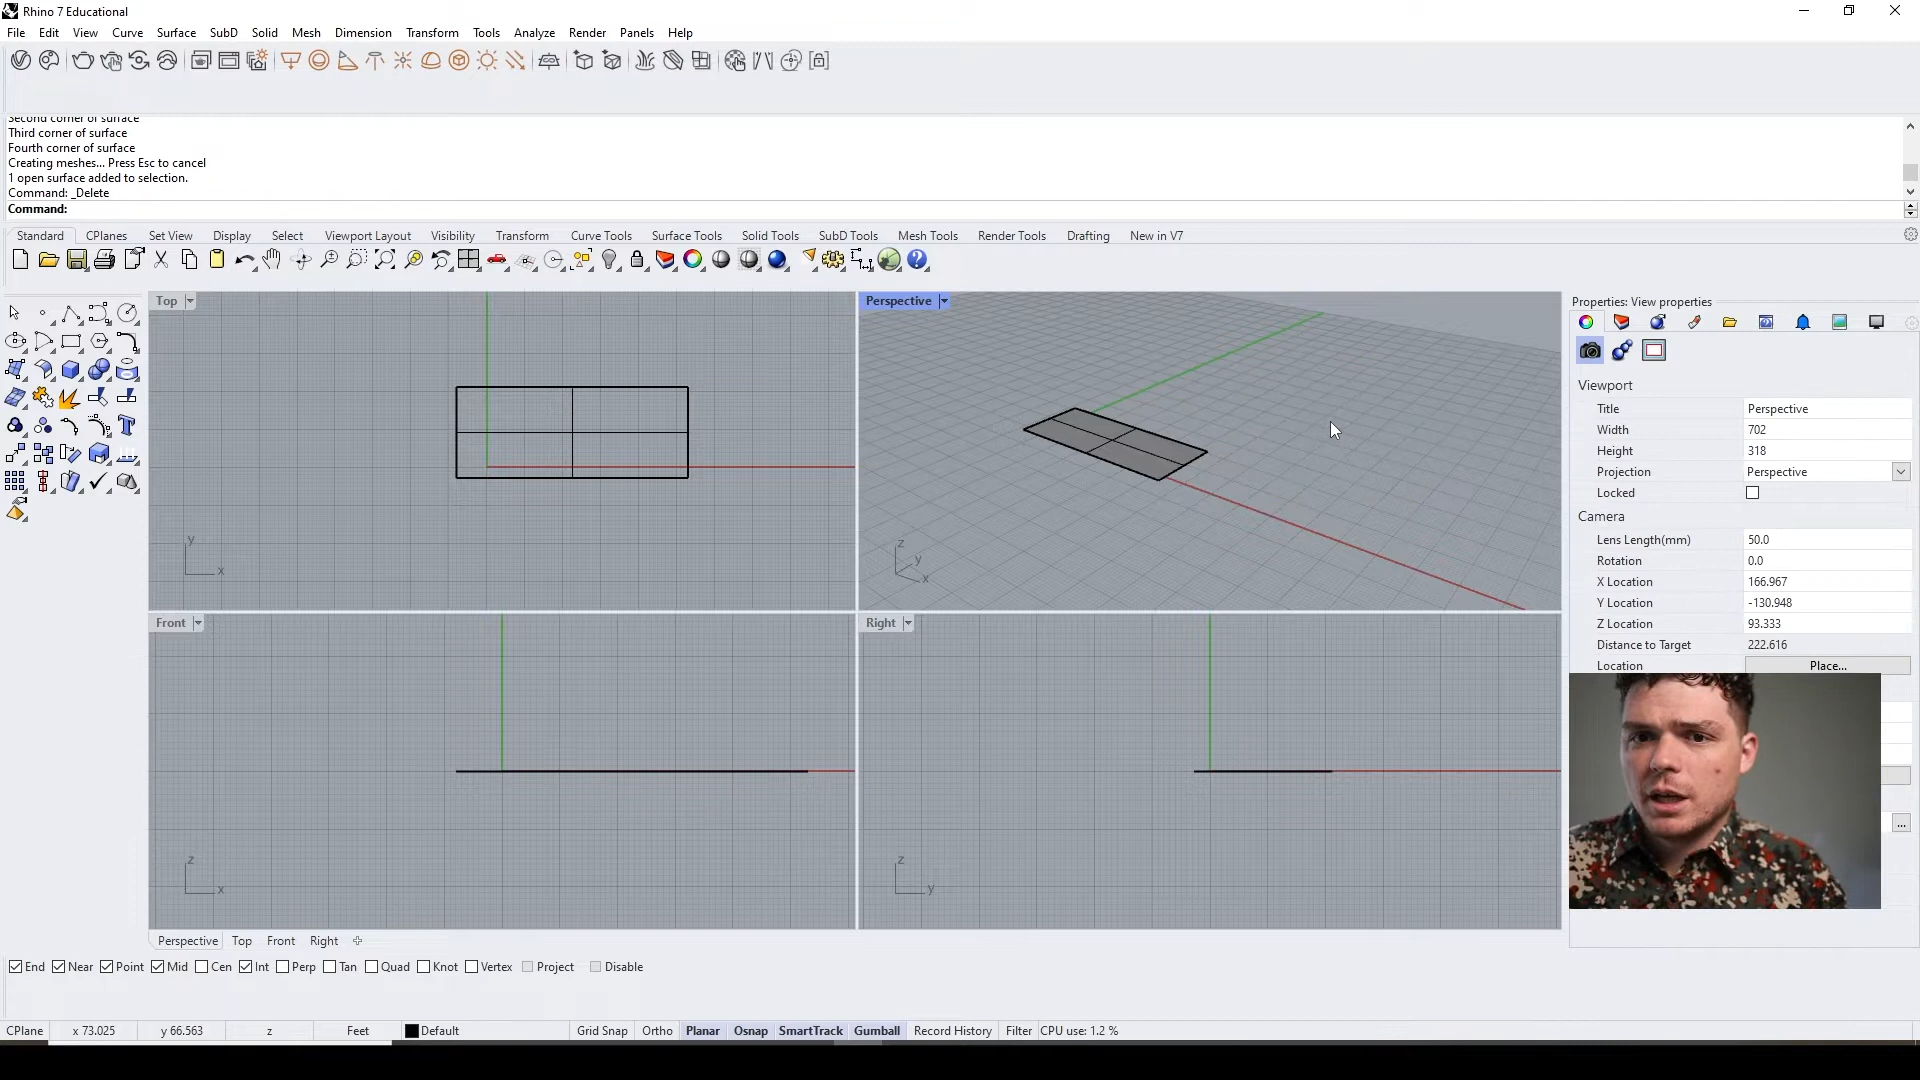 Rhino 7 Educational
File Edit View Curve Surface SubD Solid Mesh Dimension Transform Tools Analyze Render Panels Help
Second corner of surface
Third corner of surface
Fourth corner of surface
Creating meshes... Press Esc to cancel
1 open surface added to selection.
Command: _Delete
Command:
Standard CPlanes Set View Display Select Viewport Layout Visibility Transform Curve Tools Surface Tools Solid Tools SubD Tools Mesh Tools Render Tools Drafting New in V7
Top
Perspective
Properties: View properties
Viewport
Title Perspective
Width 702
Height 318
Projection Perspective
Locked
Camera
Lens Length(mm) 50.0
Rotation 0.0
X Location 166.967
Y Location -130.948
Z Location 93.333
Distance to Target 222.616
Location Place...
y
x
z
y
x
Front
Right
z
x
z
y
...
Perspective Top Front Right
End Near Point Mid Cen Int Perp Tan Quad Knot Vertex Project Disable
CPlane x 73.025 y 66.563 z Feet Default Grid Snap Ortho Planar Osnap SmartTrack Gumball Record History Filter CPU use: 1.2 %